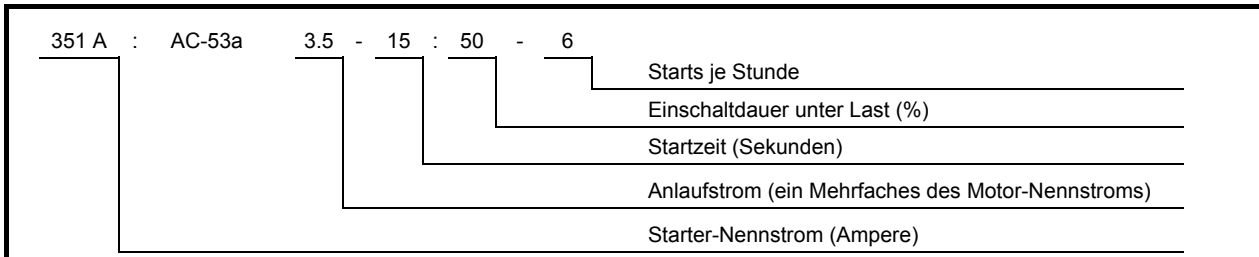 351 A : AC-53a 3.5 - 15 : 50 - 6
Starts je Stunde
Einschaltdauer unter Last (%)
Startzeit (Sekunden)
Anlaufstrom (ein Mehrfaches des Motor-Nennstroms)
Starter-Nennstrom (Ampere)